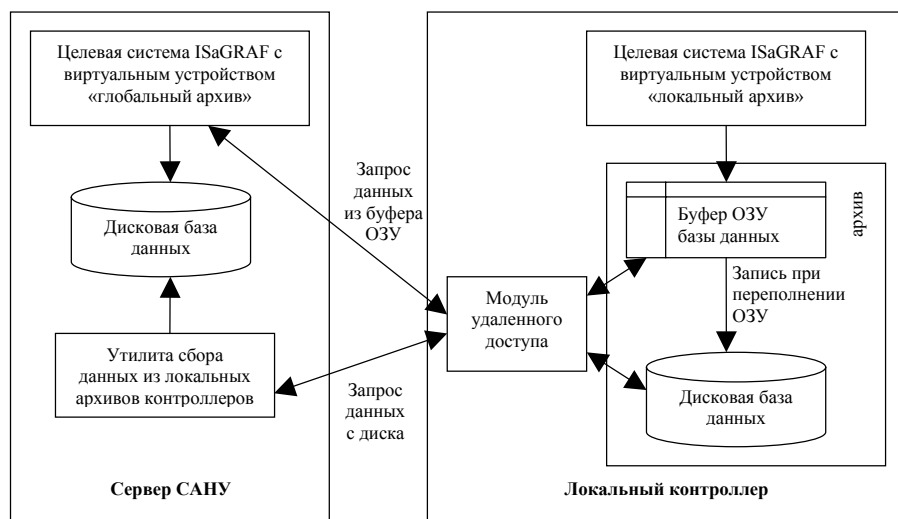 Целевая система ISaGRAF с
виртуальным устройством
«глобальный архив»
Дисковая база
данных
Утилита сбора
данных из локальных
архивов контроллеров
Сервер САНУ
Запрос
данных
из буфера
ОЗУ
Запрос
данных
с диска
Целевая система ISaGRAF с
виртуальным устройством
«локальный архив»
архив
Буфер ОЗУ
базы данных
Запись при
переполнении
ОЗУ
Модуль
удаленного
доступа
Дисковая база
данных
Локальный контроллер